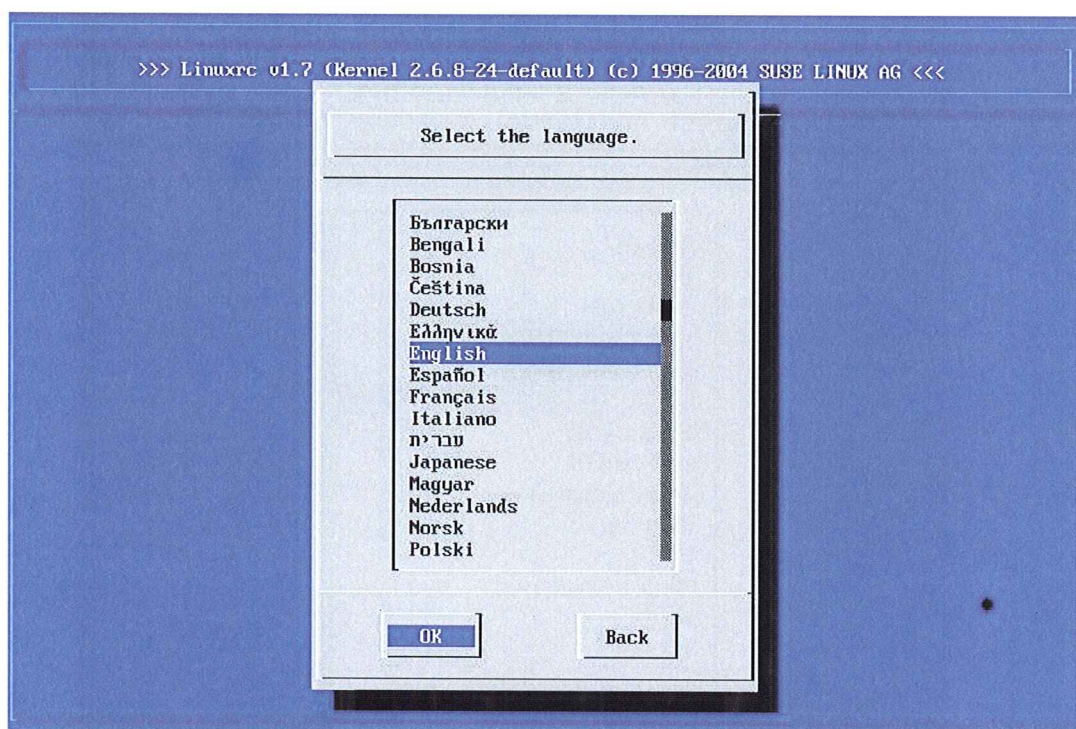 >>> Linuxrc v1.7 (Kernel 2.6.8-24-default) (c) 1996-2004 SUSE LINUX AG <<<
Select the language.
Български
Bengali
Bosnia
Čeština
Deutsch
Ελληνικά
English
Español
Français
Italiano
עברית
Japanese
Magyar
Nederlands
Norsk
Polski
OK
Back